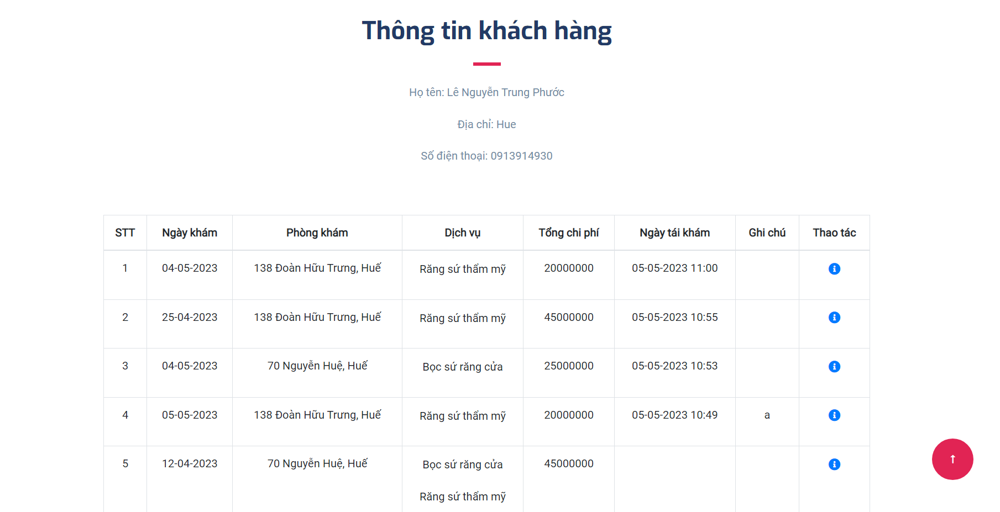 Thông tin khách hàng
Họ tên: Lê Nguyễn Trung Phước
Địa chỉ: Hue
Số điện thoại: 0913914930
STT Ngày khám Phòng khám Dịch vụ Tổng chi phí Ngày tái khám Ghi chú Thao tác
1 04-05-2023 138 Đoàn Hữu Trưng, Huế Răng sứ thẩm mỹ 20000000 05-05-2023 11:00
2 25-04-2023 138 Đoàn Hữu Trưng, Huế Răng sứ thẩm mỹ 45000000 05-05-2023 10:55
3 04-05-2023 70 Nguyễn Huệ, Huế Bọc sứ răng cửa 25000000 05-05-2023 10:53
4 05-05-2023 138 Đoàn Hữu Trưng, Huế Răng sứ thẩm mỹ 20000000 05-05-2023 10:49 a
5 12-04-2023 70 Nguyễn Huệ, Huế Bọc sứ răng cửa 45000000
Răng sứ thẩm mỹ